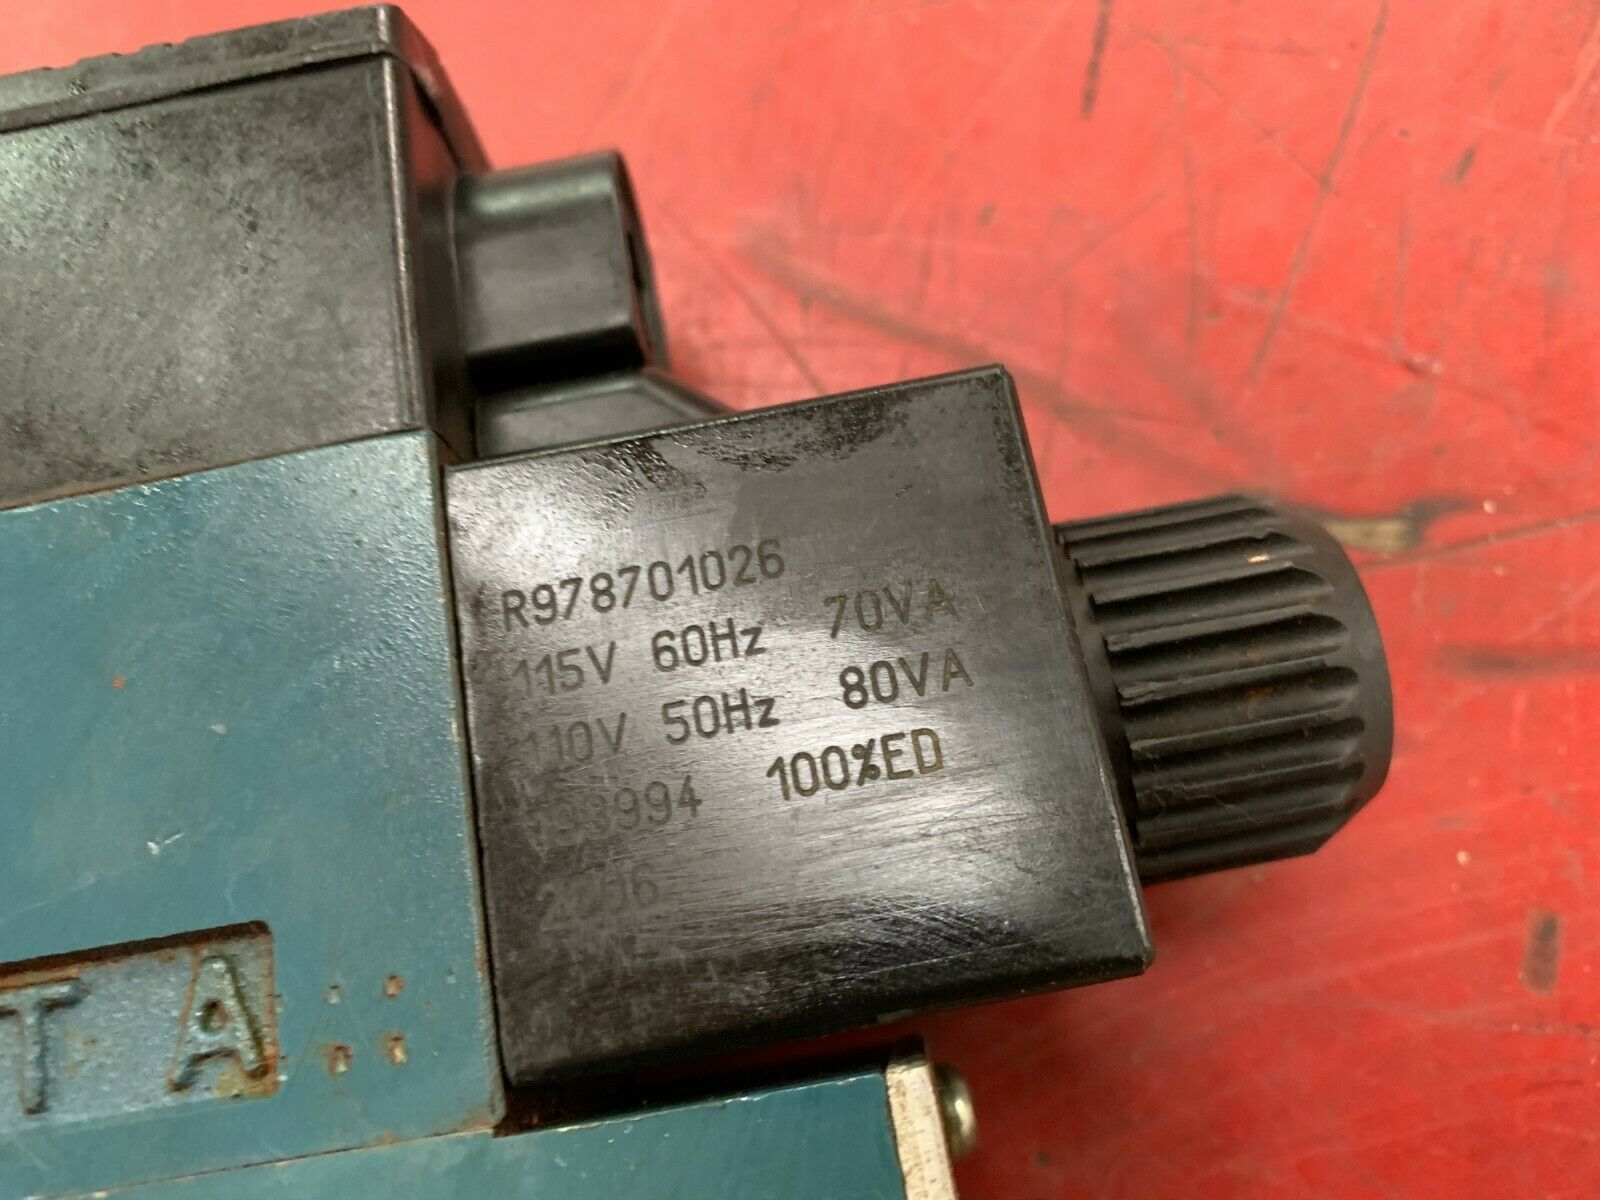 R978701026
115V 60Hz 70VA
110V 50Hz 80VA
100%ED
T A